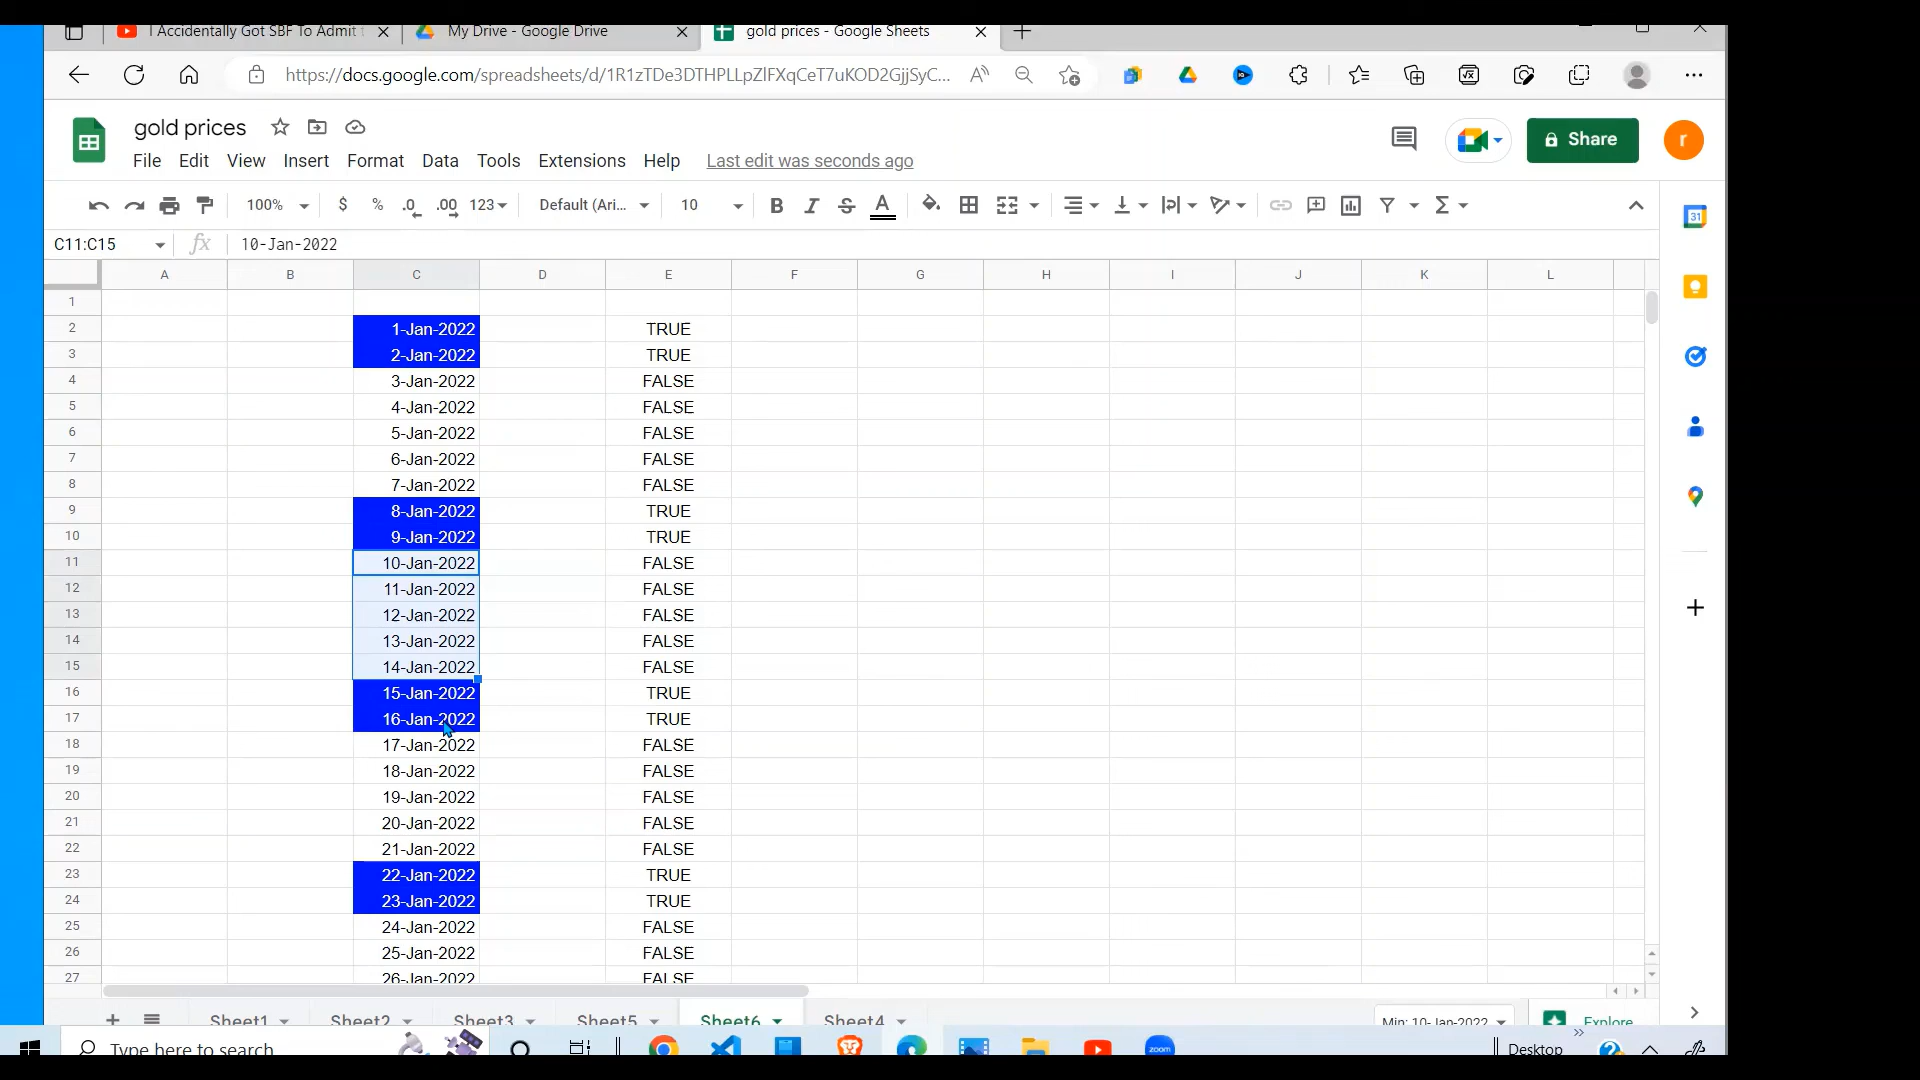 I Accidentally Got SBF To Admit
My Drive - Google Drive
gold prices - Google Sheets
https://docs.google.com/spreadsheets/d/1R1zTDe3DTHPLLpZlFXqCeT7uKOD2GjjSyC...
gold prices
File Edit View Insert Format Data Tools Extensions Help Last edit was seconds ago
Share
r
100% $ % .0 .00 123 Default (Ari... 10 B I S A Σ
31
C11:C15 fx 10-Jan-2022
A B C D E F G H I J K L
1
2 1-Jan-2022 TRUE
3 2-Jan-2022 TRUE
4 3-Jan-2022 FALSE
5 4-Jan-2022 FALSE
6 5-Jan-2022 FALSE
7 6-Jan-2022 FALSE
8 7-Jan-2022 FALSE
9 8-Jan-2022 TRUE
10 9-Jan-2022 TRUE
11 10-Jan-2022 FALSE
12 11-Jan-2022 FALSE
13 12-Jan-2022 FALSE
14 13-Jan-2022 FALSE
15 14-Jan-2022 FALSE
16 15-Jan-2022 TRUE
17 16-Jan-2022 TRUE
18 17-Jan-2022 FALSE
19 18-Jan-2022 FALSE
20 19-Jan-2022 FALSE
21 20-Jan-2022 FALSE
22 21-Jan-2022 FALSE
23 22-Jan-2022 TRUE
24 23-Jan-2022 TRUE
25 24-Jan-2022 FALSE
26 25-Jan-2022 FALSE
27 26-Jan-2022 FALSE
Sheet1 Sheet2 Sheet3 Sheet5 Sheet6 Sheet4 Min: 10-Jan-2022 Explore
Type here to search zoom Desktop